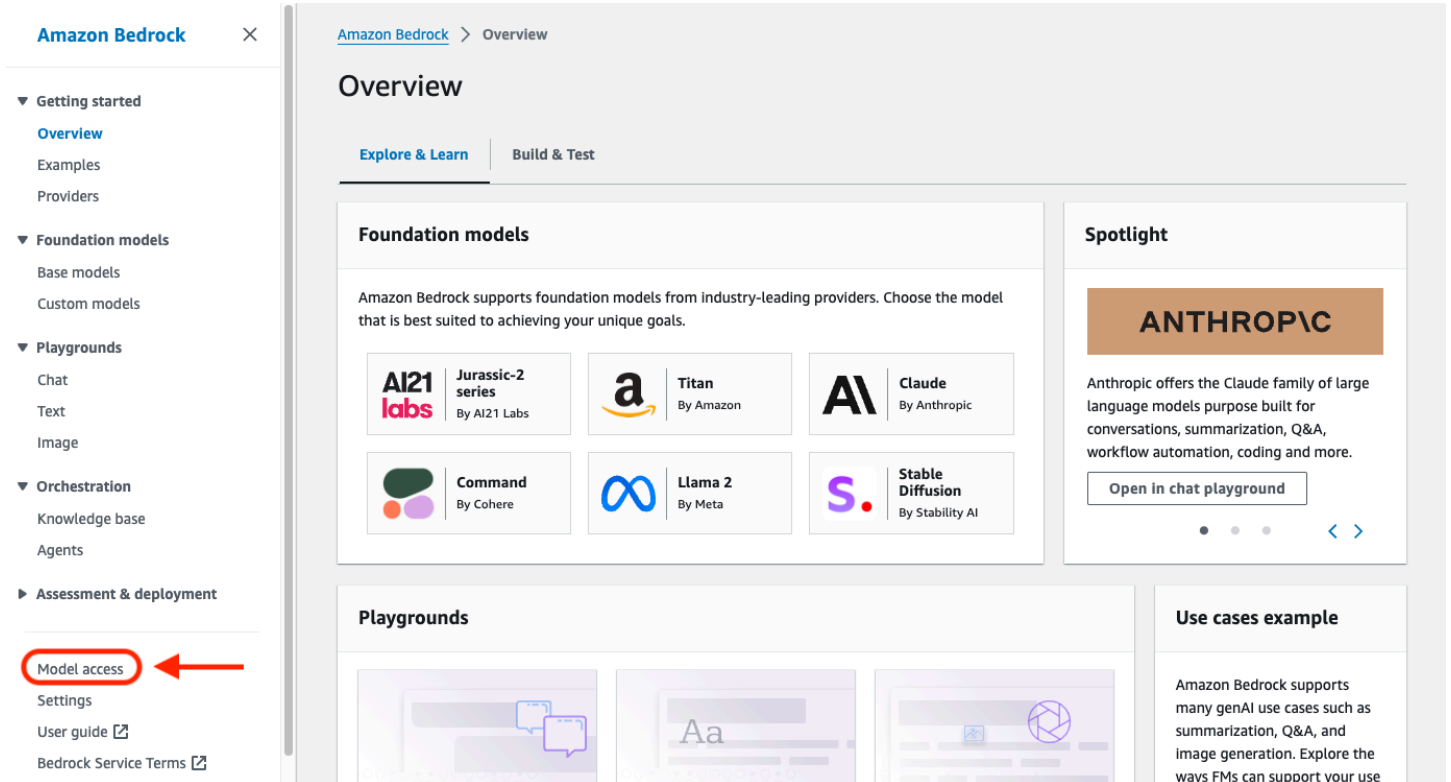 Amazon Bedrock
Getting started
Overview
Examples
Providers
Foundation models
Base models
Custom models
Playgrounds
Chat
Text
Image
Orchestration
Knowledge base
Agents
Assessment & deployment
Model access
Settings
User guide
Bedrock Service Terms
Amazon Bedrock > Overview
Overview
Explore & Learn
Build & Test
Foundation models
Amazon Bedrock supports foundation models from industry-leading providers. Choose the model
that is best suited to achieving your unique goals.
AI21
labs
Jurassic-2
series
By AI21 Labs
a
Titan
By Amazon
A\
Claude
By Anthropic
Command
By Cohere
Llama 2
By Meta
S.
Stable
Diffusion
By Stability AI
Spotlight
ANTHROP\C
Anthropic offers the Claude family of large
language models purpose built for
conversations, summarization, Q&A,
workflow automation, coding and more.
Open in chat playground
Playgrounds
Aa
Use cases example
Amazon Bedrock supports
many genAI use cases such as
summarization, Q&A, and
image generation. Explore the
ways FMs can support your use